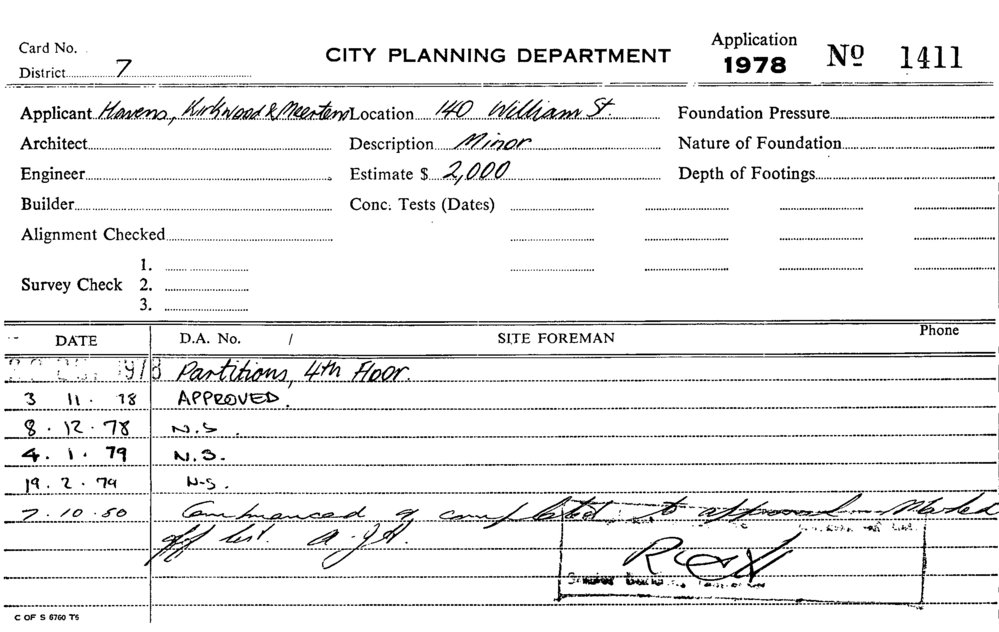 Card No.
District 7
CITY PLANNING DEPARTMENT
Application 1978 Nº 1411
Applicant Havens, Kirkwood & Meertens Location 140 William St. Foundation Pressure
Architect Description Minor Nature of Foundation
Engineer Estimate $ 2,000 Depth of Footings
Builder Conc. Tests (Dates)
Alignment Checked
Survey Check 1.
2.
3.
DATE D.A. No. / SITE FOREMAN Phone
1978 Partitions, 4th Floor.
3 11 . 78 APPROVED.
8 . 12 . 78 N.S.
4 . 1 . 79 N.S.
19 . 2 . 79 N-S.
7 . 10 . 80 Commenced & completed to approval Marked
off list. A.J.H.
C OF S 6760 T6